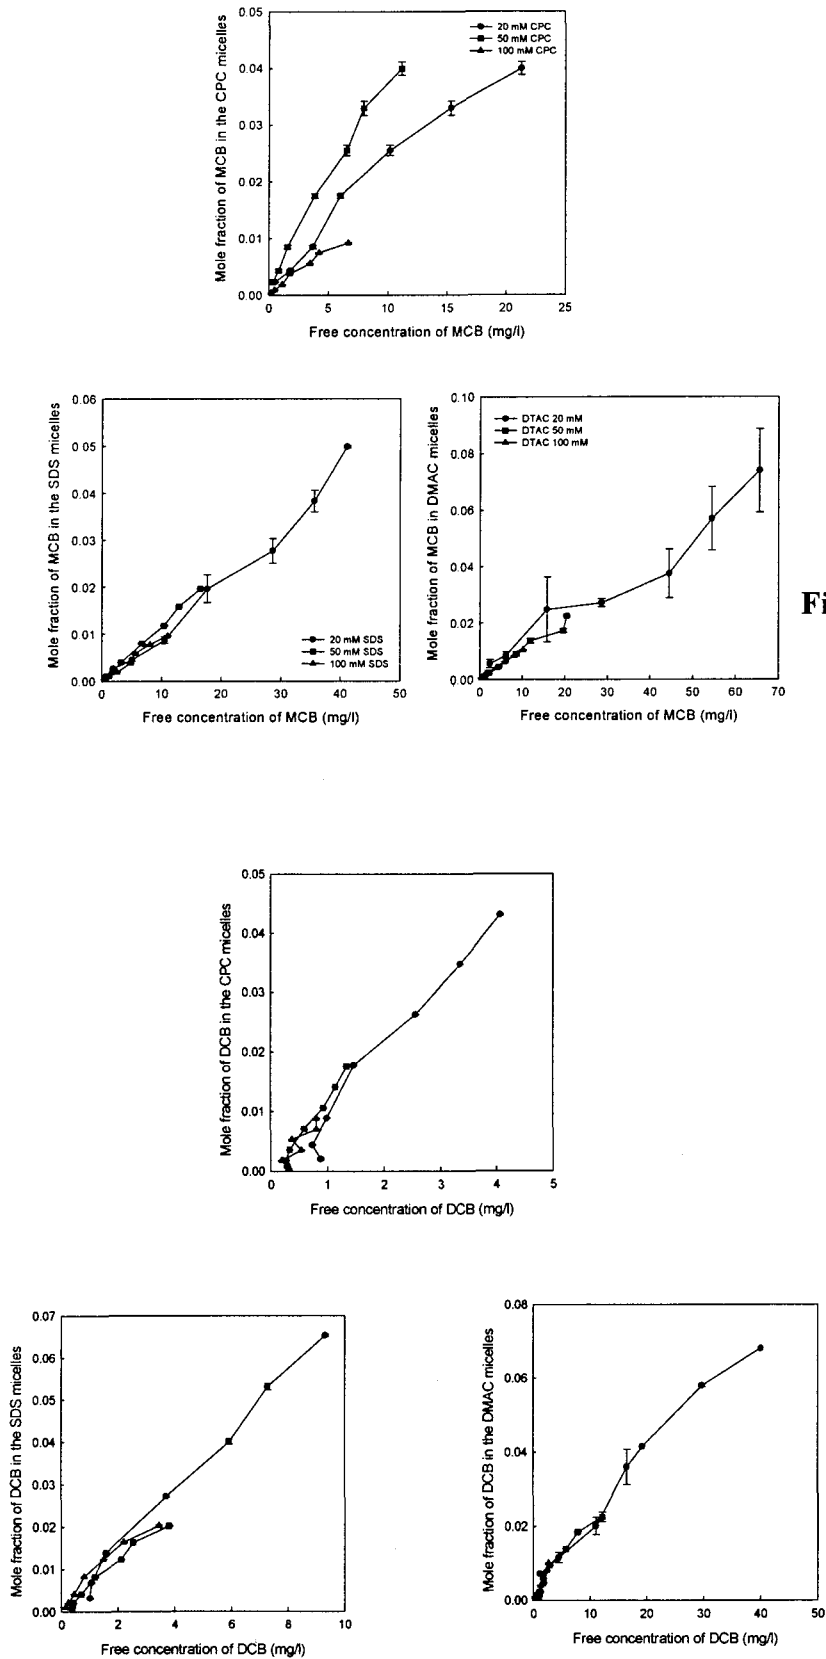 0.05
0.04
0.03
0.02
0.01
0.00
Mole fraction of MCB in the CPC micelles
20 mM CPC
50 mM CPC
100 mM CPC
0 5 10 15 20 25
Free concentration of MCB (mg/l)
0.06
0.05
0.04
0.03
0.02
0.01
0.00
Mole fraction of MCB in the SDS micelles
20 mM SDS
50 mM SDS
100 mM SDS
0 10 20 30 40 50
Free concentration of MCB (mg/l)
0.10
0.08
0.06
0.04
0.02
0.00
Mole fraction of MCB in DMAC micelles
DTAC 20 mM
DTAC 50 mM
DTAC 100 mM
0 10 20 30 40 50 60 70
Free concentration of MCB (mg/l)
Fi
0.05
0.04
0.03
0.02
0.01
0.00
Mole fraction of DCB in the CPC micelles
0 1 2 3 4 5
Free concentration of DCB (mg/l)
0.07
0.06
0.05
0.04
0.03
0.02
0.01
0.00
Mole fraction of DCB in the SDS micelles
0 2 4 6 8 10
Free concentration of DCB (mg/l)
0.08
0.06
0.04
0.02
0.00
Mole fraction of DCB in the DMAC micelles
0 10 20 30 40 50
Free concentration of DCB (mg/l)